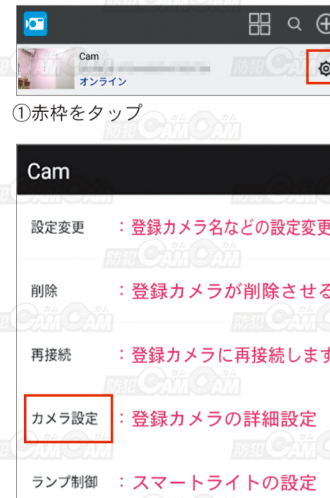 Cam
オンライン
①赤枠をタップ
Cam
設定変更 : 登録カメラ名などの設定変更
削除 : 登録カメラが削除させる
再接続 : 登録カメラに再接続します
カメラ設定 : 登録カメラの詳細設定
ランプ制御 : スマートライトの設定